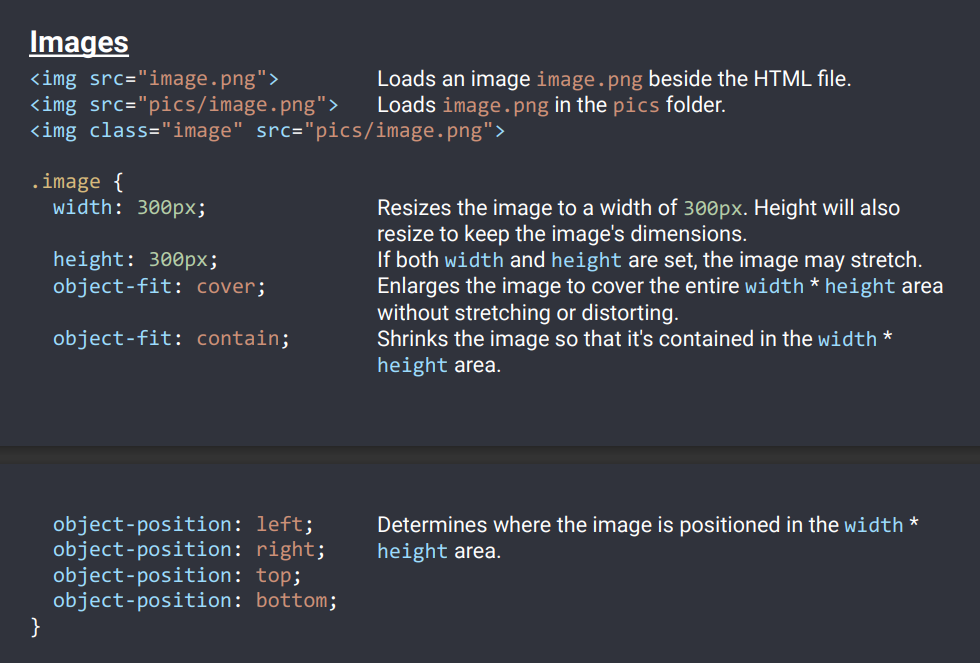 Images
<img src="image.png"> Loads an image image.png beside the HTML file.
<img src="pics/image.png"> Loads image.png in the pics folder.
<img class="image" src="pics/image.png">
.image {
width: 300px; Resizes the image to a width of 300px. Height will also
resize to keep the image's dimensions.
height: 300px; If both width and height are set, the image may stretch.
object-fit: cover; Enlarges the image to cover the entire width * height area
without stretching or distorting.
object-fit: contain; Shrinks the image so that it's contained in the width *
height area.
object-position: left; Determines where the image is positioned in the width *
object-position: right; height area.
object-position: top;
object-position: bottom;
}